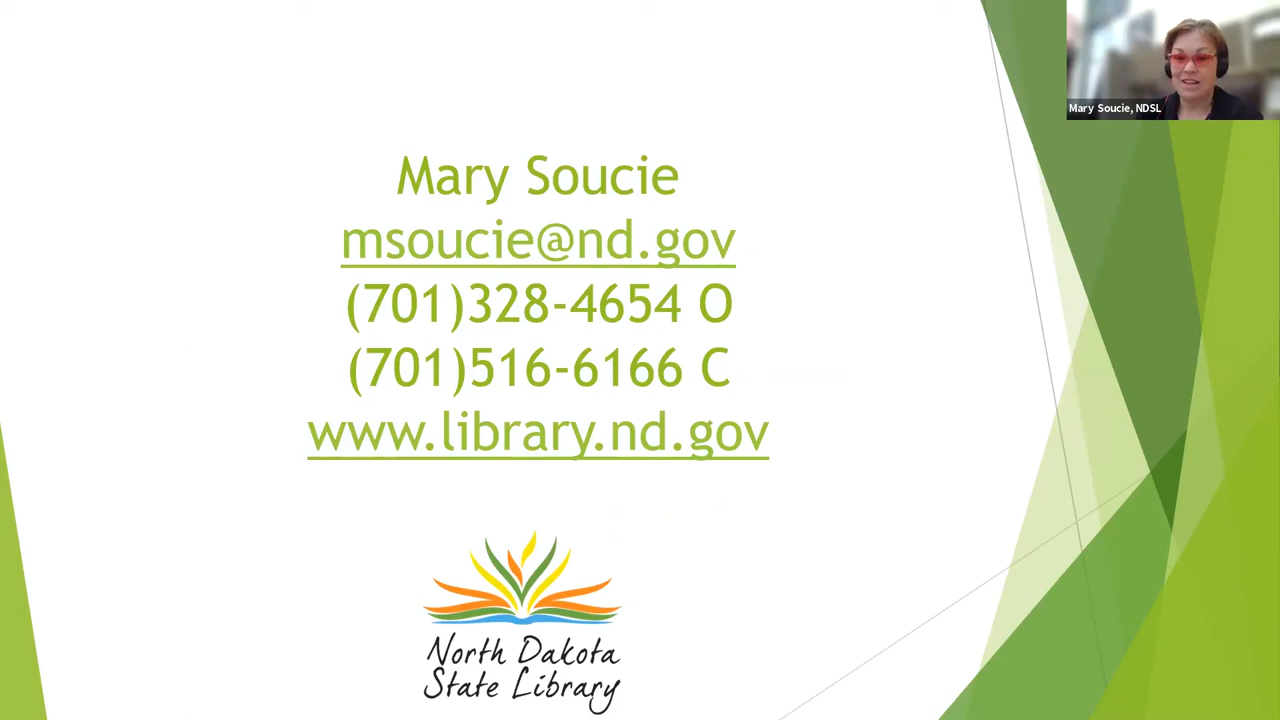 Mary Soucie, NDSL
Mary Soucie
msoucie@nd.gov
(701)328-4654 O
(701)516-6166 C
www.library.nd.gov
North Dakota
State Library